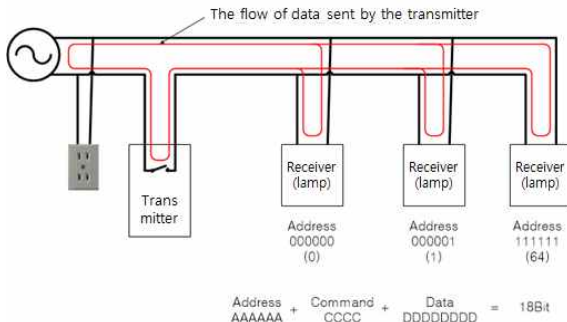 The flow of data sent by the transmitter
Trans
mitter
Receiver
(lamp)
Receiver
(lamp)
Receiver
(lamp)
Address
000000
(0)
Address
000001
(1)
Address
111111
(64)
Address + Command + Data = 18Bit
AAAAAA CCCC DDDDDDDD